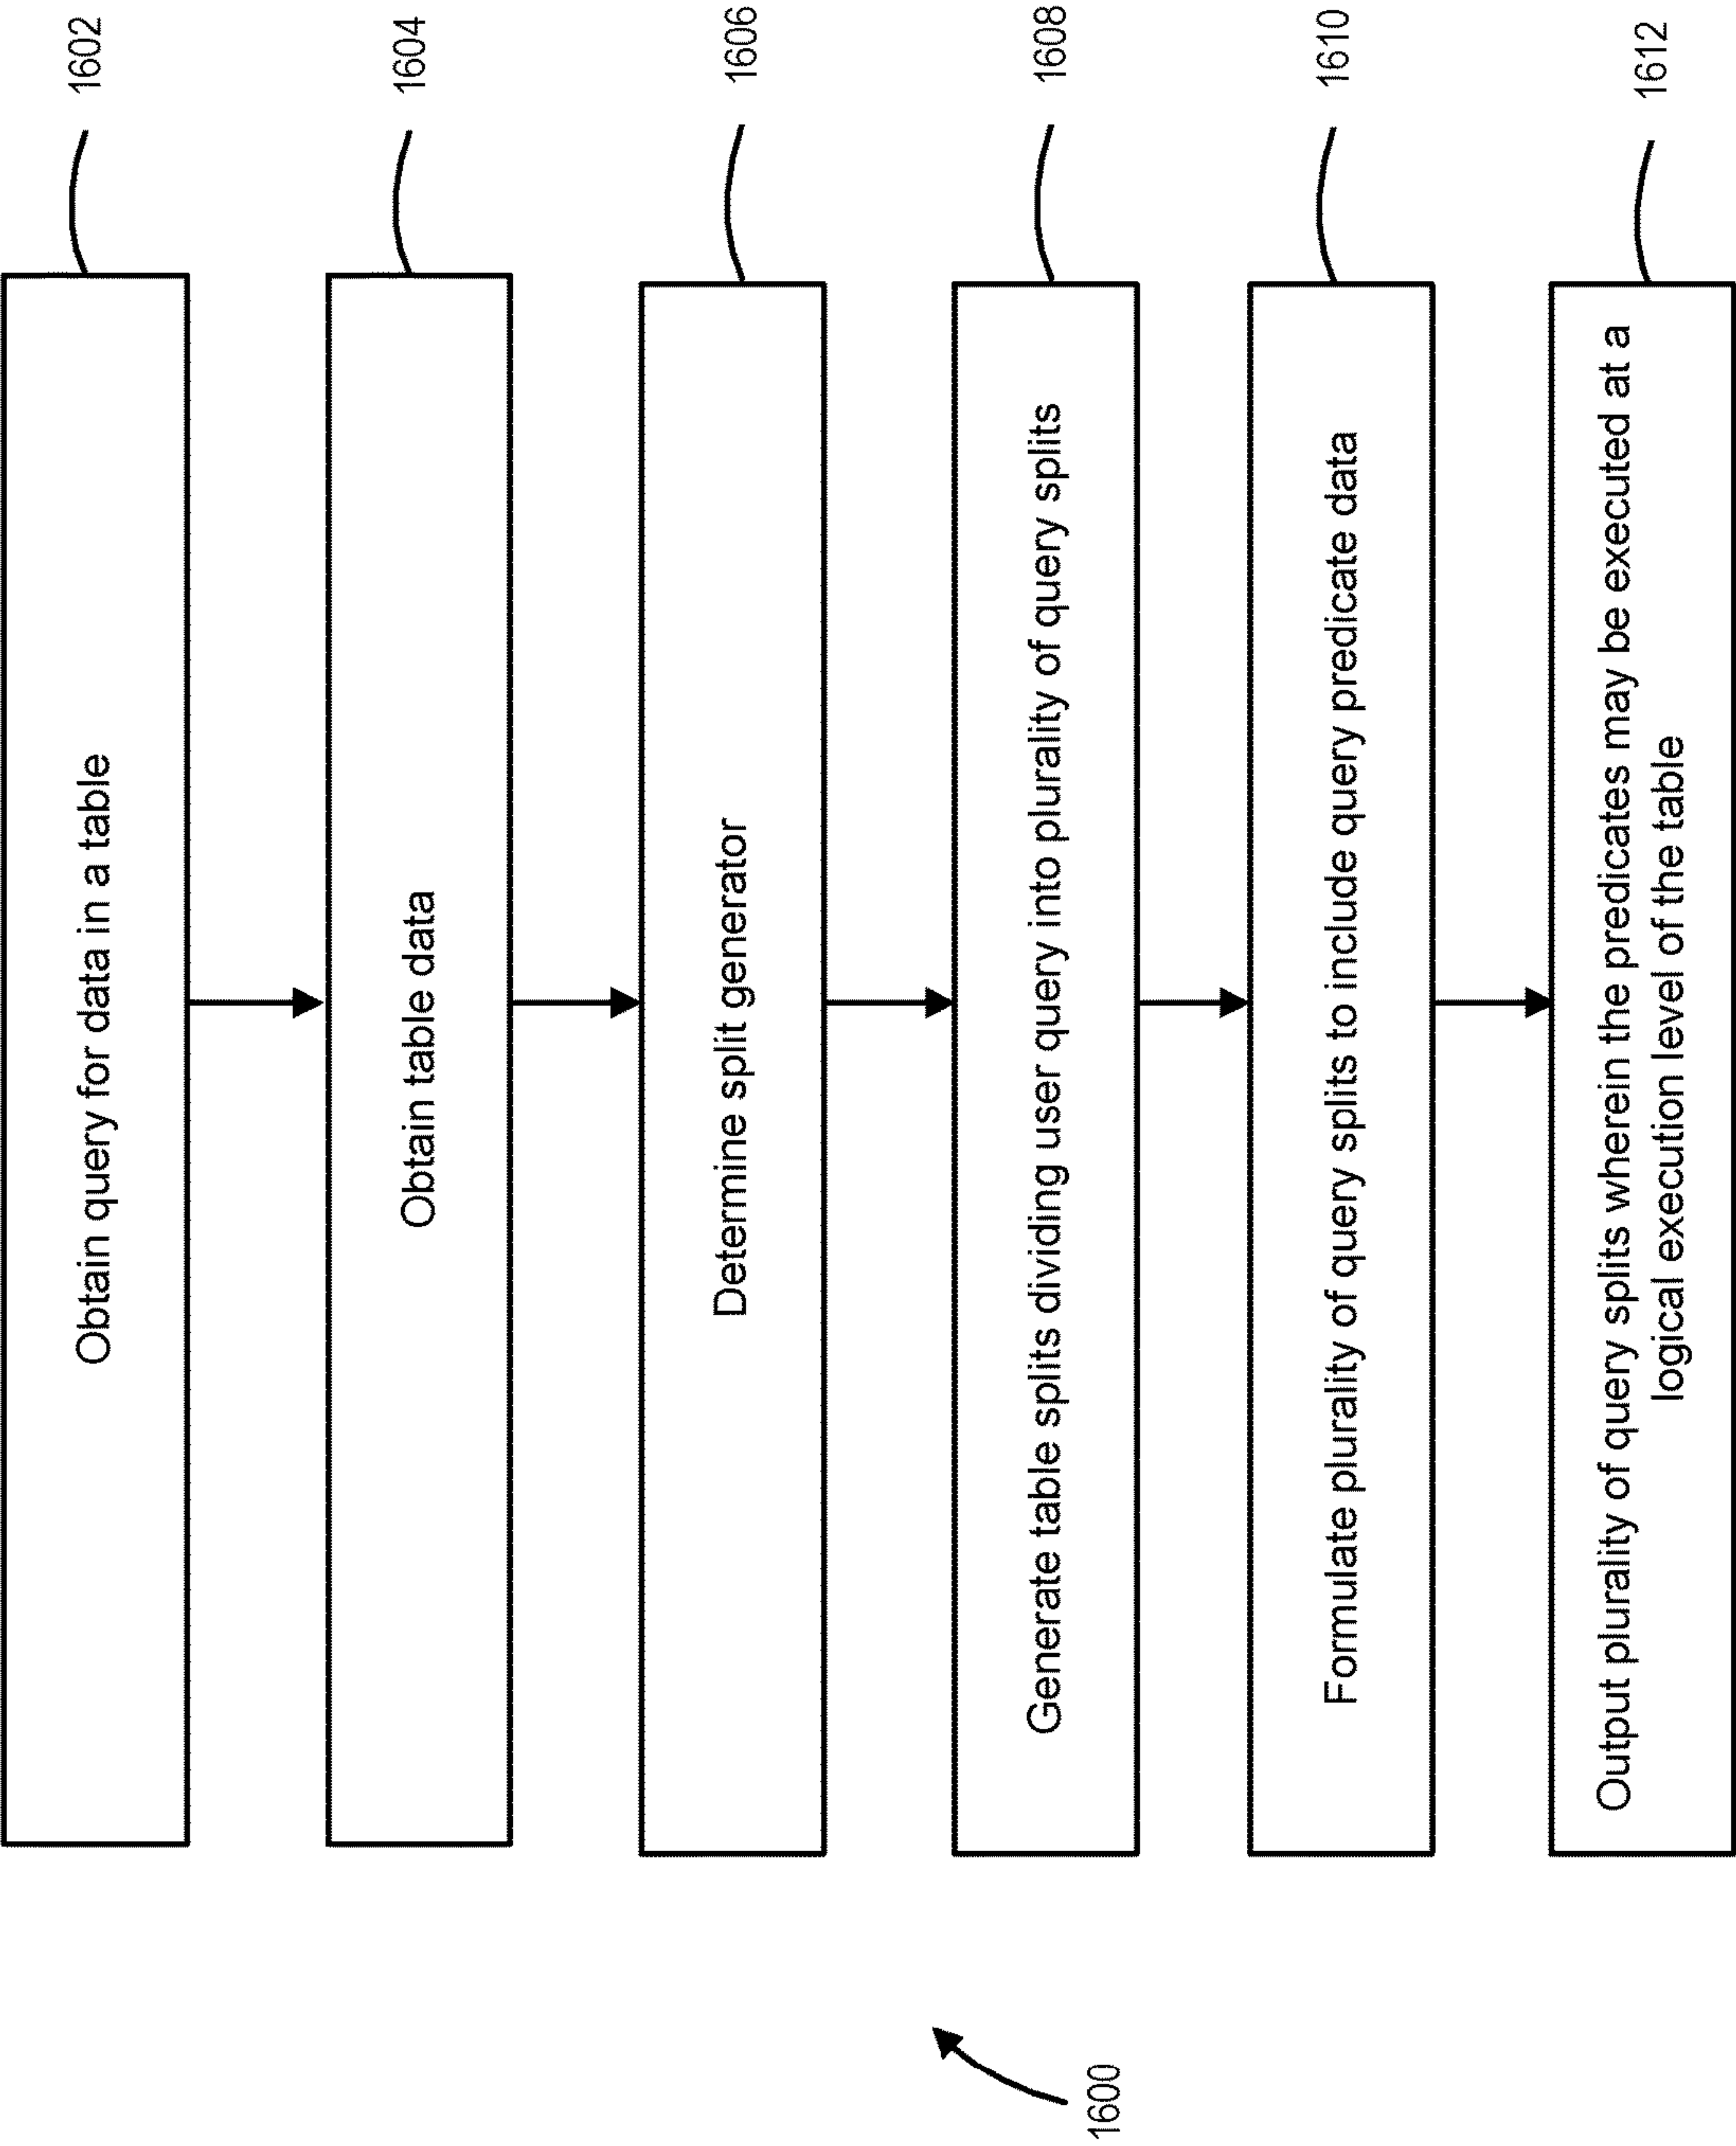 Obtain query for data in a table
1602
Obtain table data
1604
Determine split generator
1606
Generate table splits dividing user query into plurality of query splits
1608
Formulate plurality of query splits to include query predicate data
1610
Output plurality of query splits wherein the predicates may be executed at a
logical execution level of the table
1612
1600